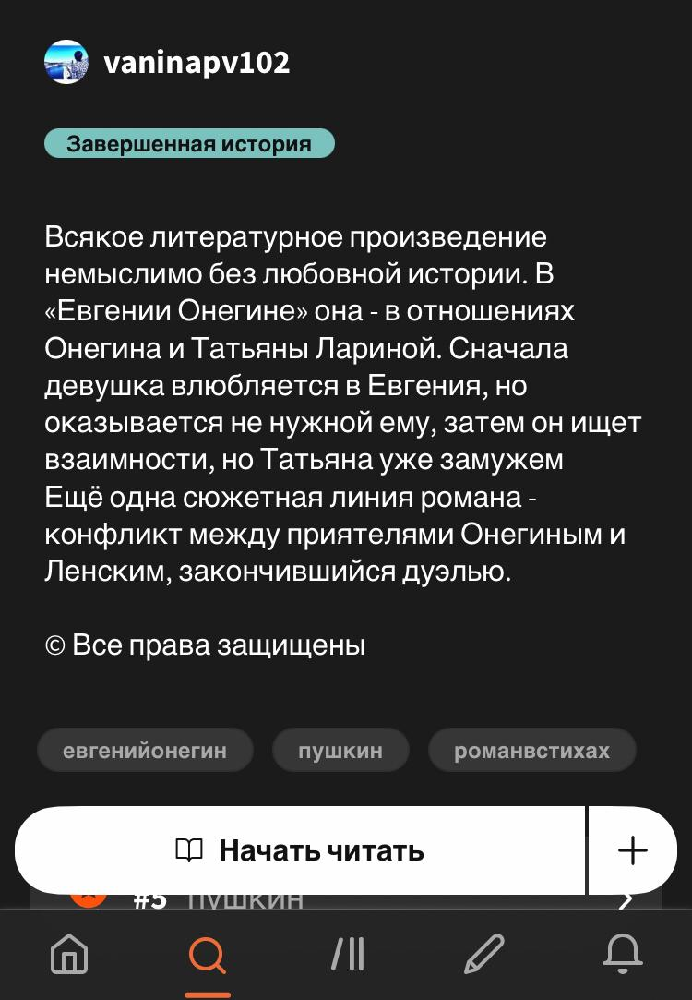 vaninapv102
Завершенная история
Всякое литературное произведение
немыслимо без любовной истории. В
«Евгении Онегине» она - в отношениях
Онегина и Татьяны Лариной. Сначала
девушка влюбляется в Евгения, но
оказывается не нужной ему, затем он ищет
взаимности, но Татьяна уже замужем
Ещё одна сюжетная линия романа -
конфликт между приятелями Онегиным и
Ленским, закончившийся дуэлью.
© Все права защищены
евгенийонегин пушкин романвстихах
Начать читать
#5 пушкин